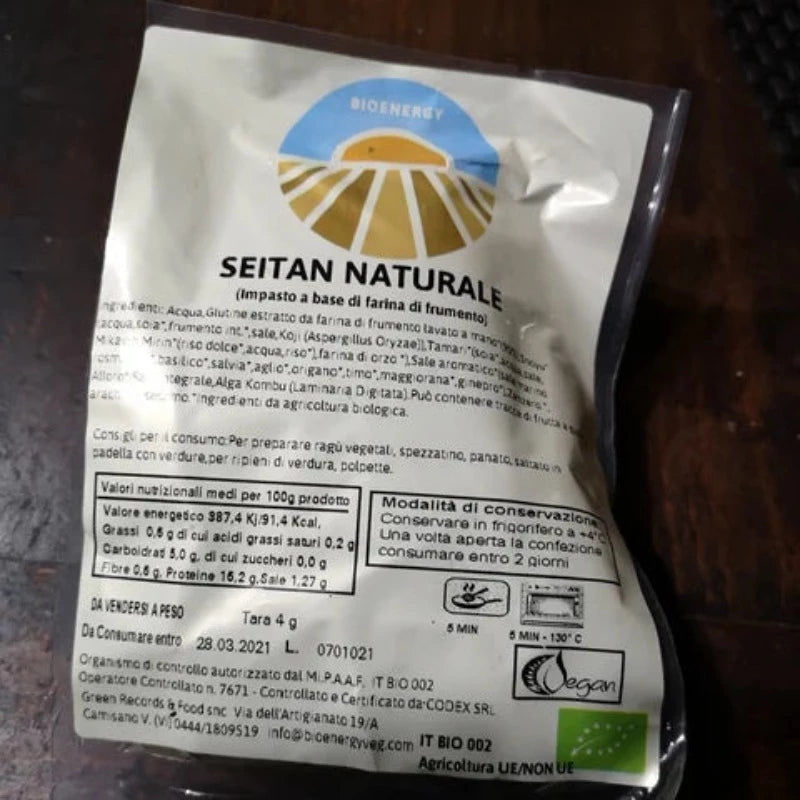 BIOENERGY
SEITAN NATURALE
(Impasto a base di farina di frumento)
Ingredienti: Acqua,Glutine estratto da farina di frumento lavato a mano
acqua,soia*,frumento int.*,sale,Koji (Aspergillus Oryzae)),Tamari*(soia*,acqua,sale,
Mirin*(riso dolce*,acqua,riso*),farina di orzo*),Sale aromatico*(sale marino
basilico*,salvia*,aglio*,origano*,timo*,maggiorana*,ginepro*,
Alloro* integrale,Alga Kombu (Laminaria Digitata).Può contenere tracce di frutta a
*Ingredienti da agricoltura biologica.
Consigli per il consumo:Per preparare ragù vegetali, spezzatino, panato, saltato in
padella con verdure,per ripieni di verdura, polpette.
Valori nutrizionali medi per 100g prodotto
Valore energetico 387,4 Kj/91,4 Kcal,
Grassi 0,6 g di cui acidi grassi saturi 0,2 g
Carboidrati 5,0 g, di cui zuccheri 0,0 g
Fibre 0,6 g, Proteine 16,2 g,Sale 1,27 g
Modalità di conservazione
Conservare in frigorifero a +4°C
Una volta aperta la confezione
consumare entro 2 giorni
DA VENDERSI A PESO
Tara 4 g
5 MIN
5 MIN - 130° C
Da Consumare entro 28.03.2021 L. 0701021
Vegan
Organismo di controllo autorizzato dal Mi.P.A.A.F. IT BIO 002
Operatore Controllato n. 7671 - Controllato e Certificato da CODEX SRL
Green Records & Food snc Via dell'Artigianato 19/A
Camisano V. (VI) 0444/1809519 info@bioenergyveg.com
IT BIO 002
Agricoltura UE/NON UE